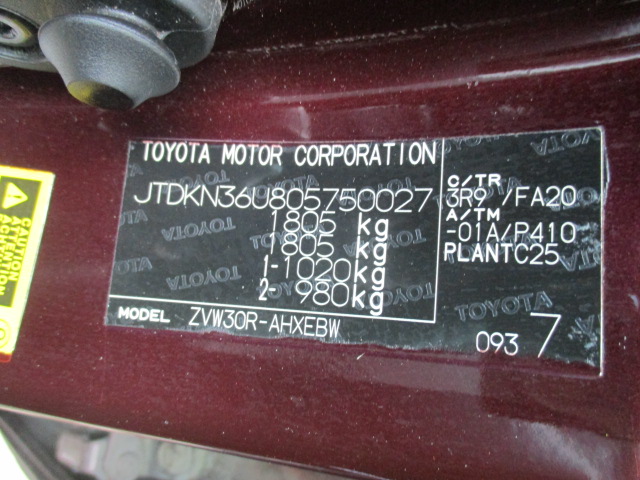 TOYOTA MOTOR CORPORATION
JTDKN36U805750027
1805 kg
805 kg
1-1020kg
2- 980kg
MODEL ZVW30R-AHXEBW
C/TR
3R9 /FA20
A/TM
-01A/P410
PLANTC25
093 7